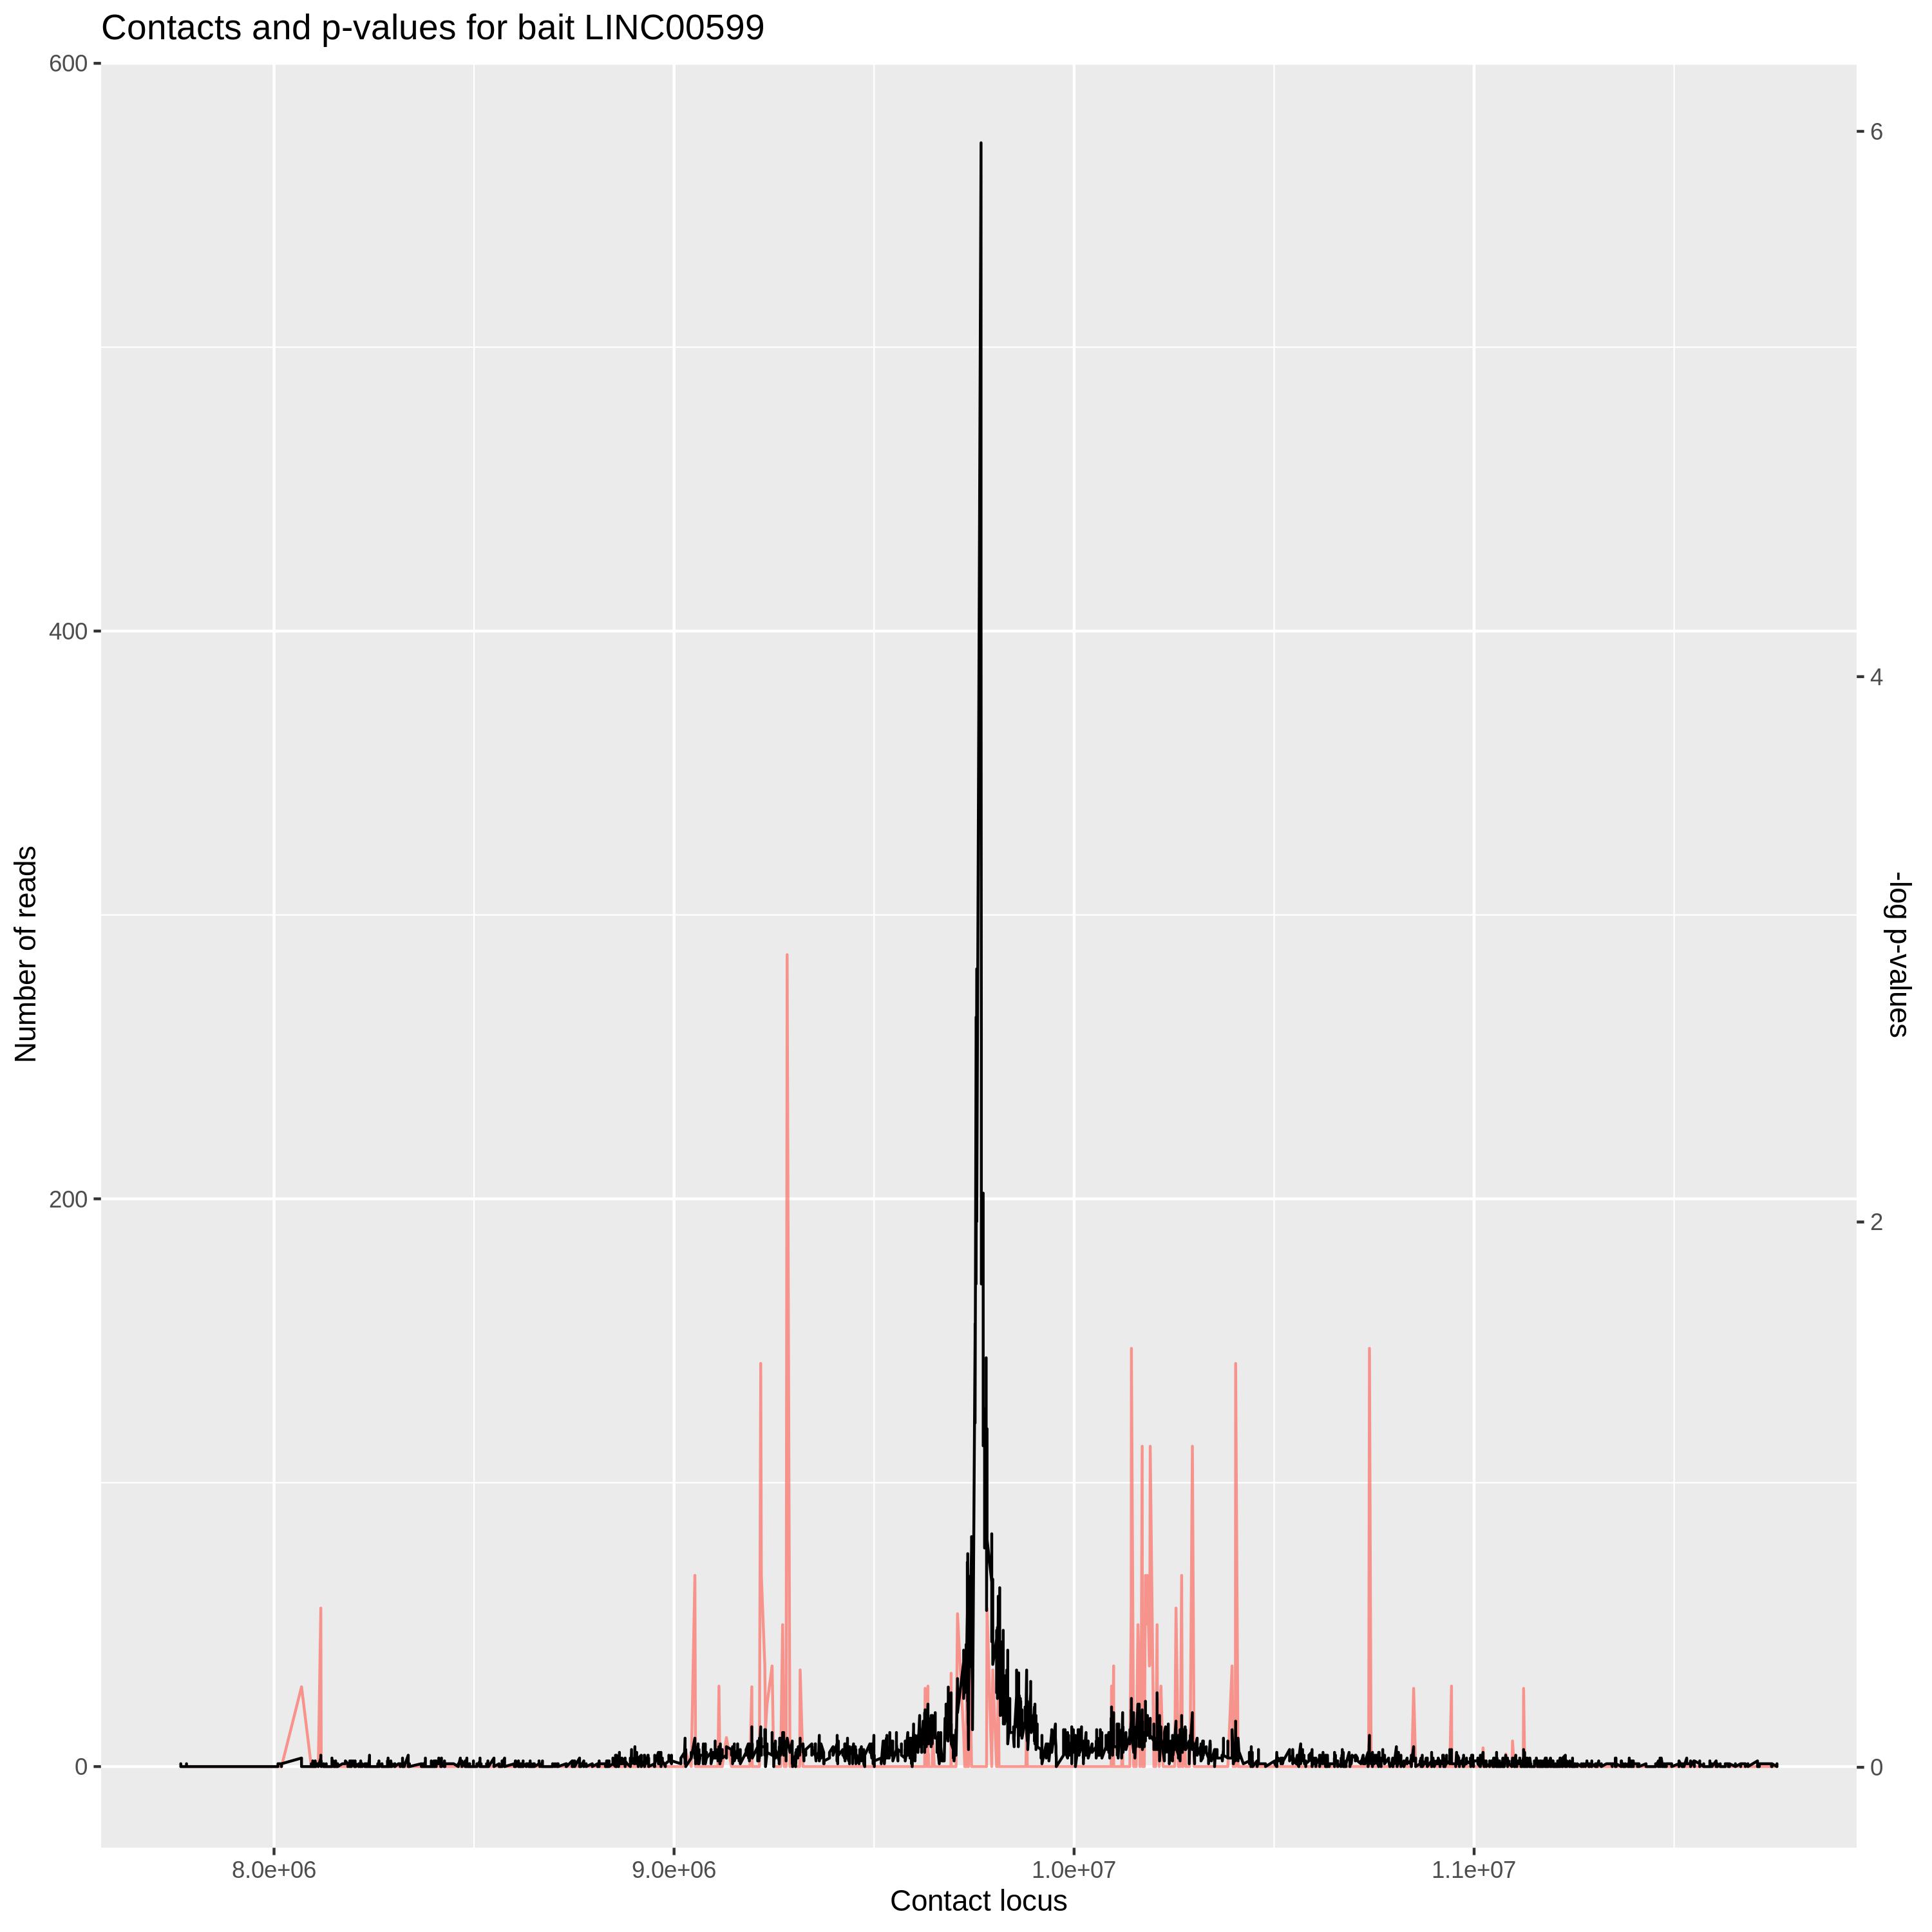 Contacts and p-values for bait LINC00599
600
400
200
0
Number of reads
6
4
2
0
-log p-values
8.0e+06
9.0e+06
1.0e+07
1.1e+07
Contact locus